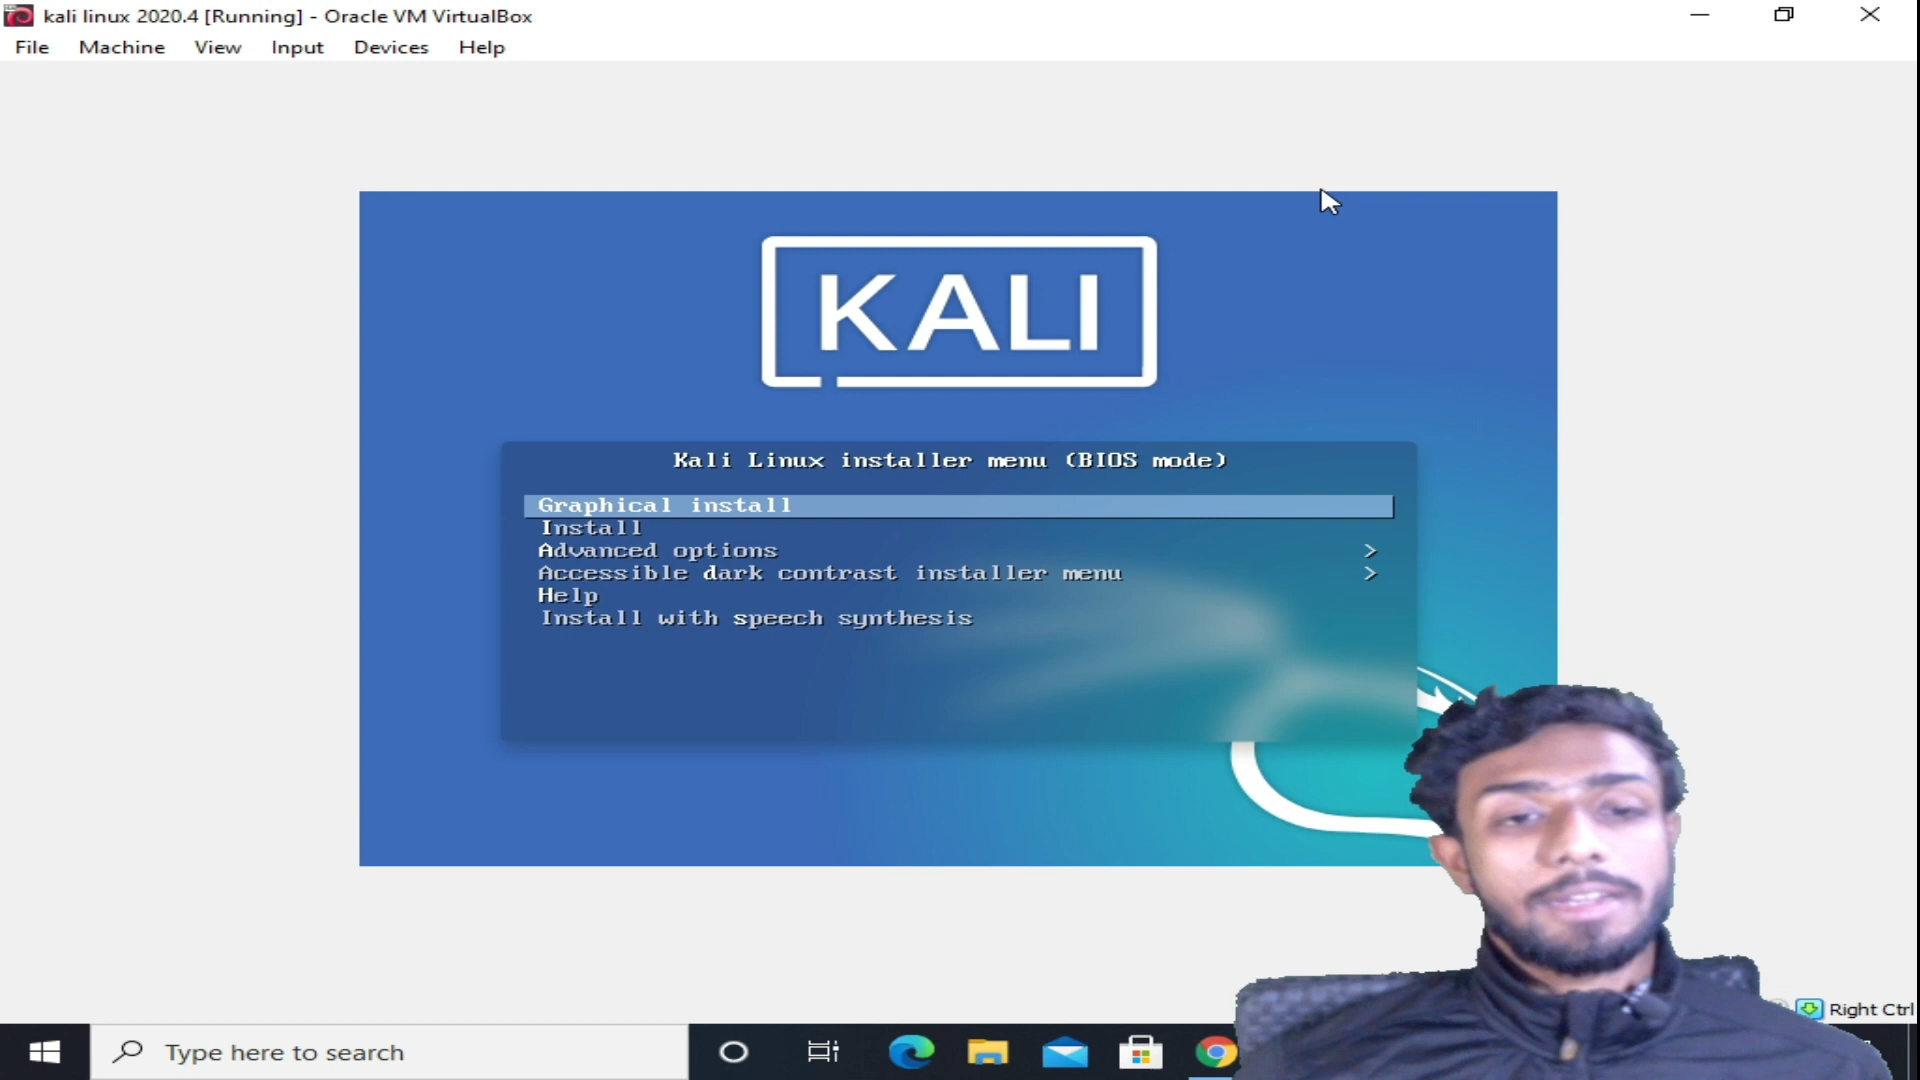 kali linux 2020.4 [Running] - Oracle VM VirtualBox
File Machine View Input Devices Help
KALI
Kali Linux installer menu (BIOS mode)
Graphical install
Install
Advanced options >
Accessible dark contrast installer menu >
Help
Install with speech synthesis
Right Ctrl
Type here to search